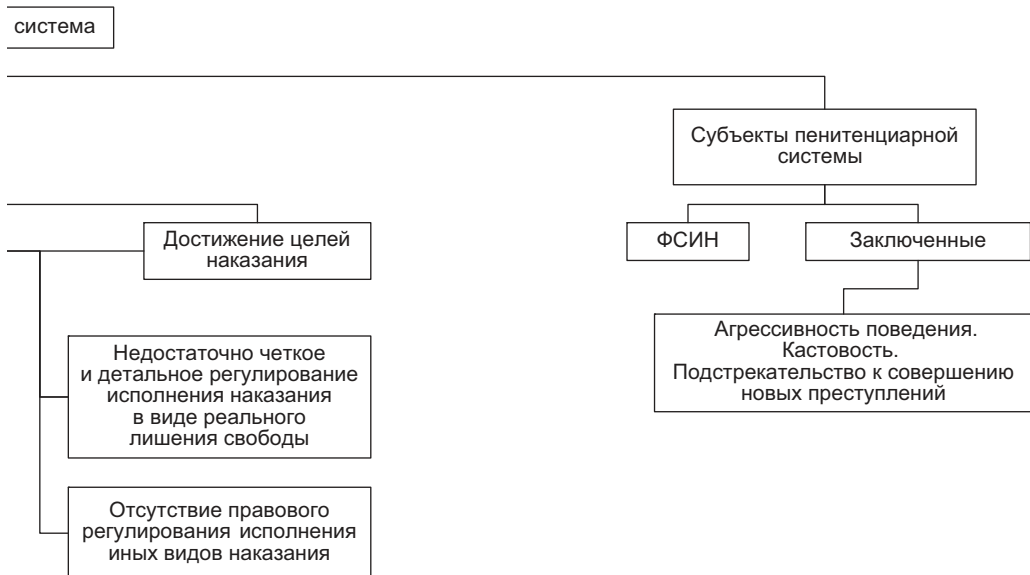 система
Субъекты пенитенциарной
системы
ФСИН
Заключенные
Достижение целей
наказания
Агрессивность поведения.
Кастовость.
Подстрекательство к совершению
новых преступлений
Недостаточно четкое
и детальное регулирование
исполнения наказания
в виде реального
лишения свободы
Отсутствие правового
регулирования исполнения
иных видов наказания